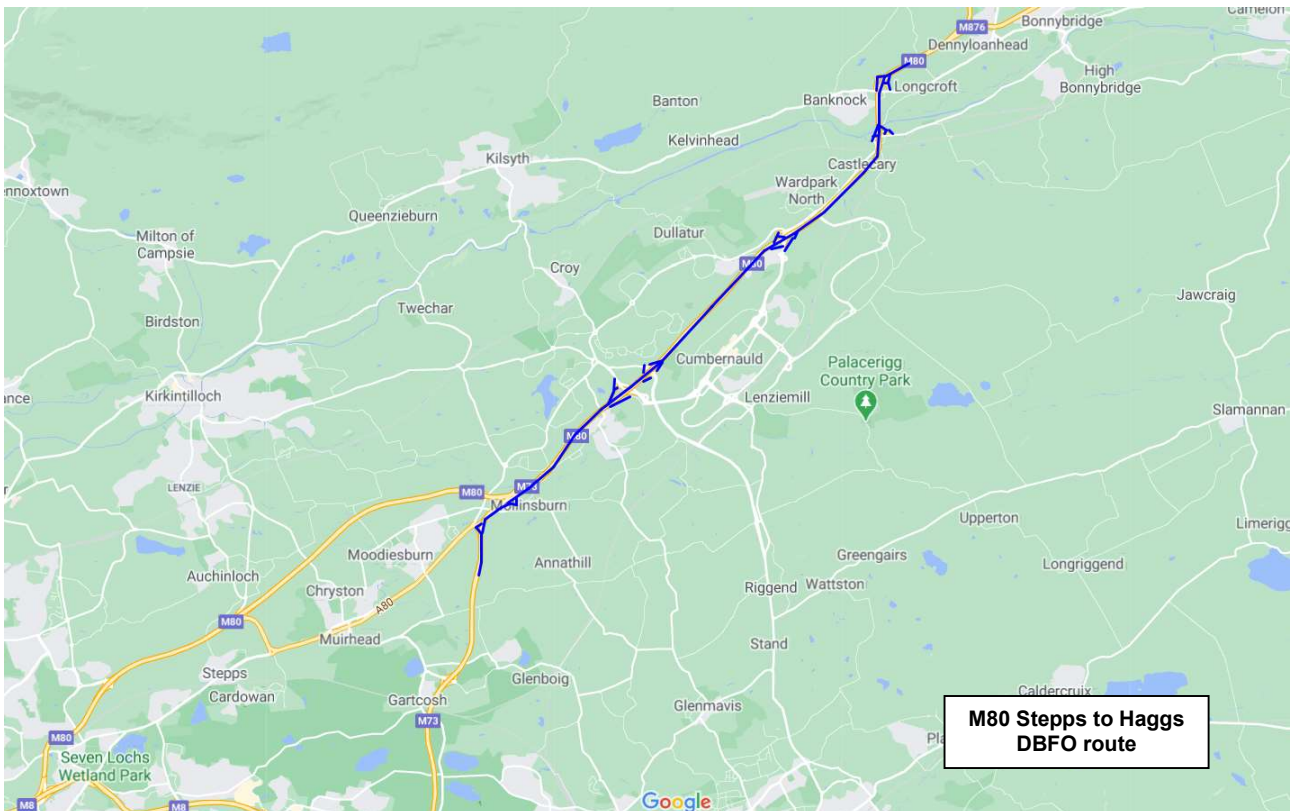 Camelon
Bonnybridge
M876
Dennyloanhead
M80
High
Bonnybridge
Longcroft
Banknock
Banton
Kelvinhead
Kilsyth
Castlecary
Wardpark
North
ennoxtown
Queenzieburn
Milton of
Campsie
Dullatur
M80
Croy
Jawcraig
Twechar
Birdston
Cumbernauld
Palacerigg
Country Park
Kirkintilloch
ance
Lenziemill
Slamannan
M80
LENZIE
M80
M73
Mollinsburn
Upperton
Limerigg
Moodiesburn
Annathill
Greengairs
Longriggend
Auchinloch
Chryston
Riggend
Wattston
A80
M80
Muirhead
Stand
Stepps
Cardowan
Glenboig
Gartcosh
Glenmavis
Caldercruix
M73
M80
Seven Lochs
Wetland Park
Pla
M80 Stepps to Haggs
DBFO route
M8
M8
Google